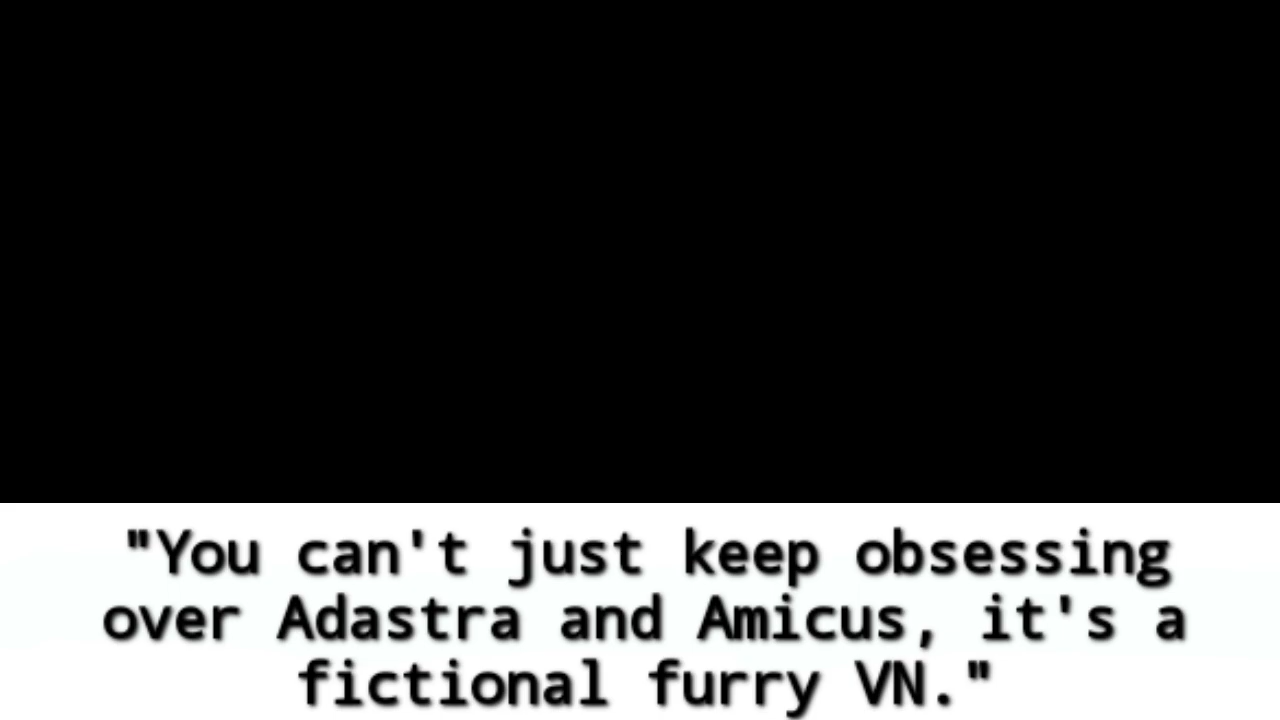 "You can't just keep obsessing
over Adastra and Amicus, it's a
fictional furry VN."